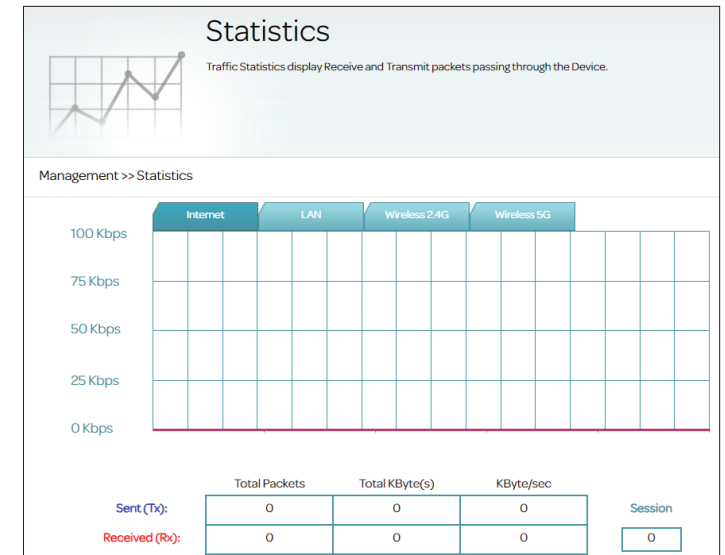 Statistics
Traffic Statistics display Receive and Transmit packets passing through the Device.
Management >> Statistics
Internet LAN Wireless 2.4G Wireless 5G
100 Kbps
75 Kbps
50 Kbps
25 Kbps
0 Kbps
Total Packets Total KByte(s) KByte/sec
Sent (Tx): 0 0 0 Session
Received (Rx): 0 0 0 0